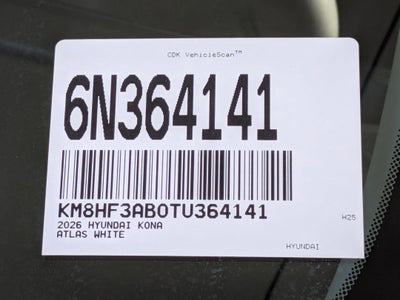 CDK VehicleScan™
6N364141
KM8HF3AB0TU364141
2026 HYUNDAI KONA
ATLAS WHITE
H25
HYUNDAI